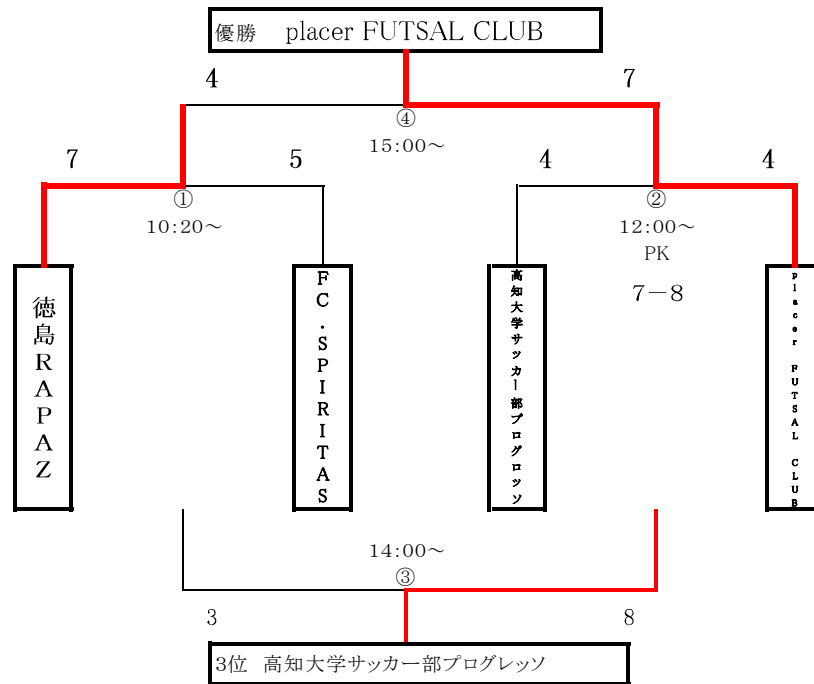 優勝 placer FUTSAL CLUB
4 7
④
15:00～
7 5 4 4
① ②
10:20～ 12:00～
PK
7－8
徳島RAPAZ
FC.SPIRITAS
高知大学サッカー部プログロッソ
placer FUTSAL CLUB
14:00～
③
3 8
3位 高知大学サッカー部プログレッソ